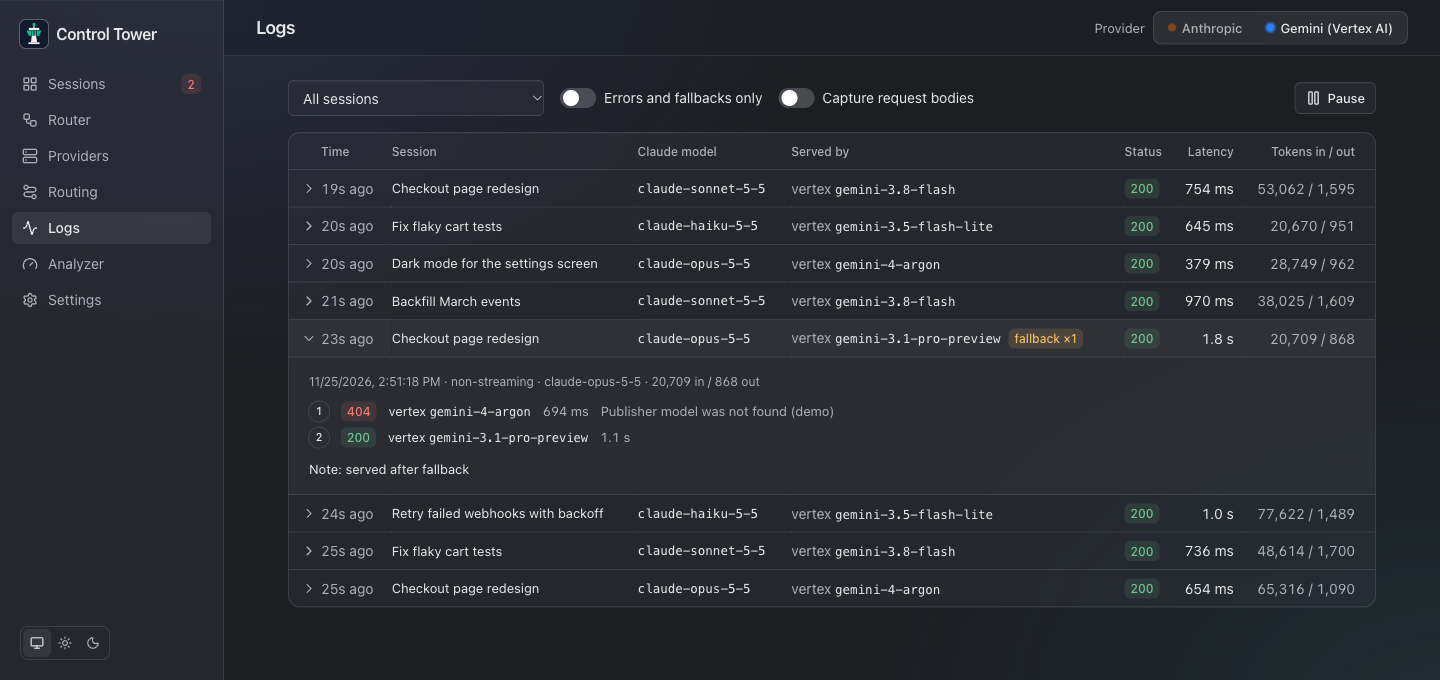 Control Tower
Sessions 2
Router
Providers
Routing
Logs
Analyzer
Settings
Logs
Provider Anthropic Gemini (Vertex AI)
All sessions Errors and fallbacks only Capture request bodies Pause
Time Session Claude model Served by Status Latency Tokens in / out
19s ago Checkout page redesign claude-sonnet-5-5 vertex gemini-3.8-flash 200 754 ms 53,062 / 1,595
20s ago Fix flaky cart tests claude-haiku-5-5 vertex gemini-3.5-flash-lite 200 645 ms 20,670 / 951
20s ago Dark mode for the settings screen claude-opus-5-5 vertex gemini-4-argon 200 379 ms 28,749 / 962
21s ago Backfill March events claude-sonnet-5-5 vertex gemini-3.8-flash 200 970 ms 38,025 / 1,609
23s ago Checkout page redesign claude-opus-5-5 vertex gemini-3.1-pro-preview fallback ×1 200 1.8 s 20,709 / 868
11/25/2026, 2:51:18 PM · non-streaming · claude-opus-5-5 · 20,709 in / 868 out
1 404 vertex gemini-4-argon 694 ms Publisher model was not found (demo)
2 200 vertex gemini-3.1-pro-preview 1.1 s
Note: served after fallback
24s ago Retry failed webhooks with backoff claude-haiku-5-5 vertex gemini-3.5-flash-lite 200 1.0 s 77,622 / 1,489
25s ago Fix flaky cart tests claude-sonnet-5-5 vertex gemini-3.8-flash 200 736 ms 48,614 / 1,700
25s ago Checkout page redesign claude-opus-5-5 vertex gemini-4-argon 200 654 ms 65,316 / 1,090